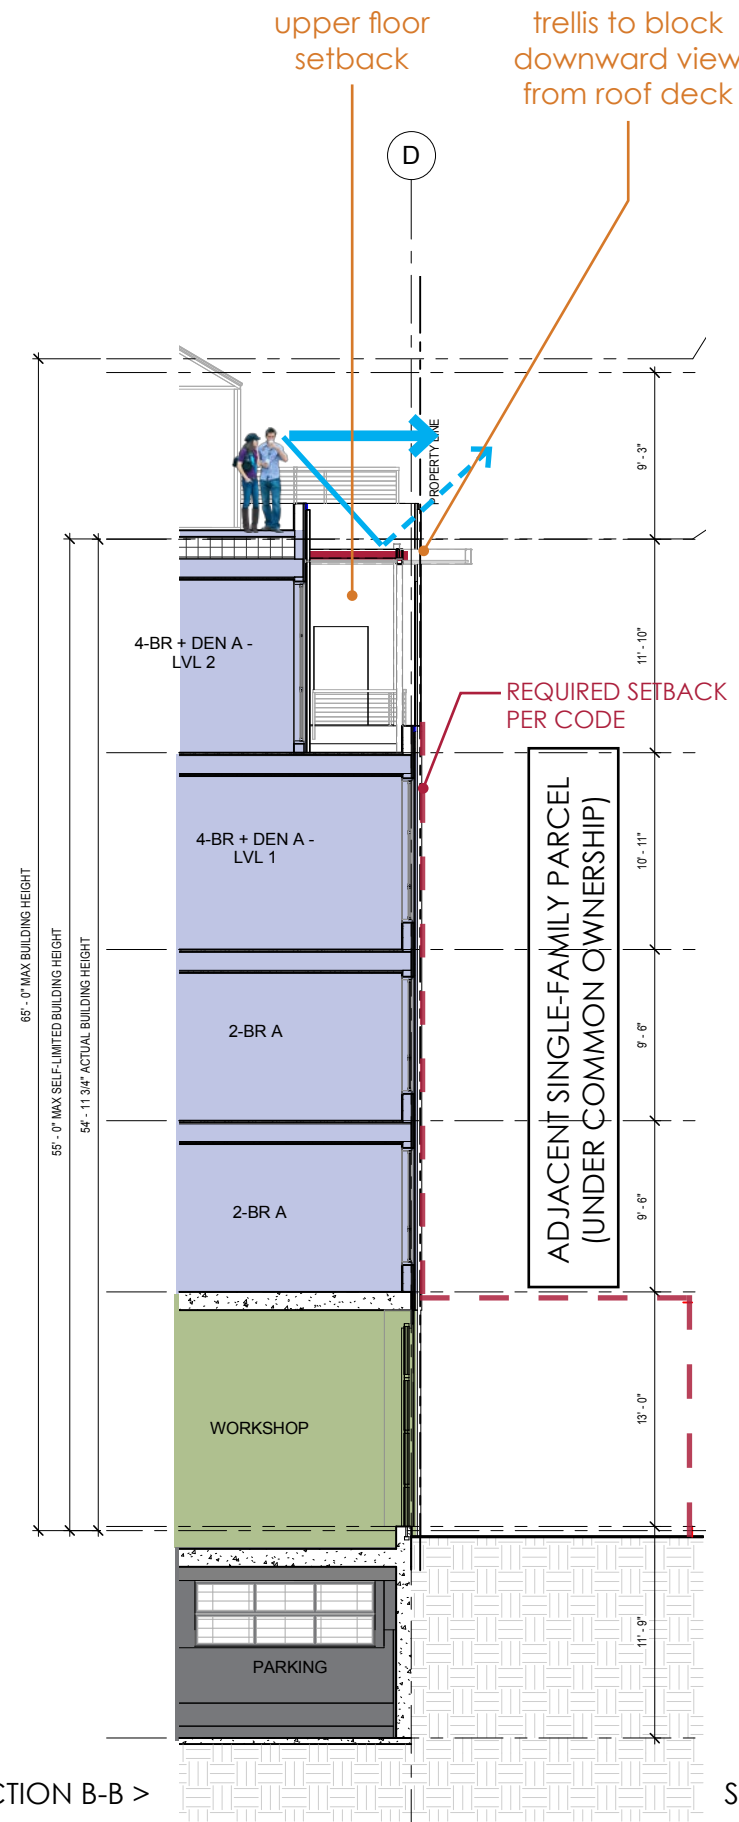 upper floor
setback
trellis to block
downward view
from roof deck
D
PROPERTY LINE
9' - 3"
4-BR + DEN A -
LVL 2
11' - 10"
REQUIRED SETBACK
PER CODE
4-BR + DEN A -
LVL 1
10' - 11"
ADJACENT SINGLE-FAMILY PARCEL
(UNDER COMMON OWNERSHIP)
65' - 0" MAX BUILDING HEIGHT
55' - 0" MAX SELF-LIMITED BUILDING HEIGHT
54' - 11 3/4" ACTUAL BUILDING HEIGHT
2-BR A
9' - 6"
2-BR A
9' - 6"
WORKSHOP
13' - 0"
PARKING
11' - 9"
CTION B-B >
S